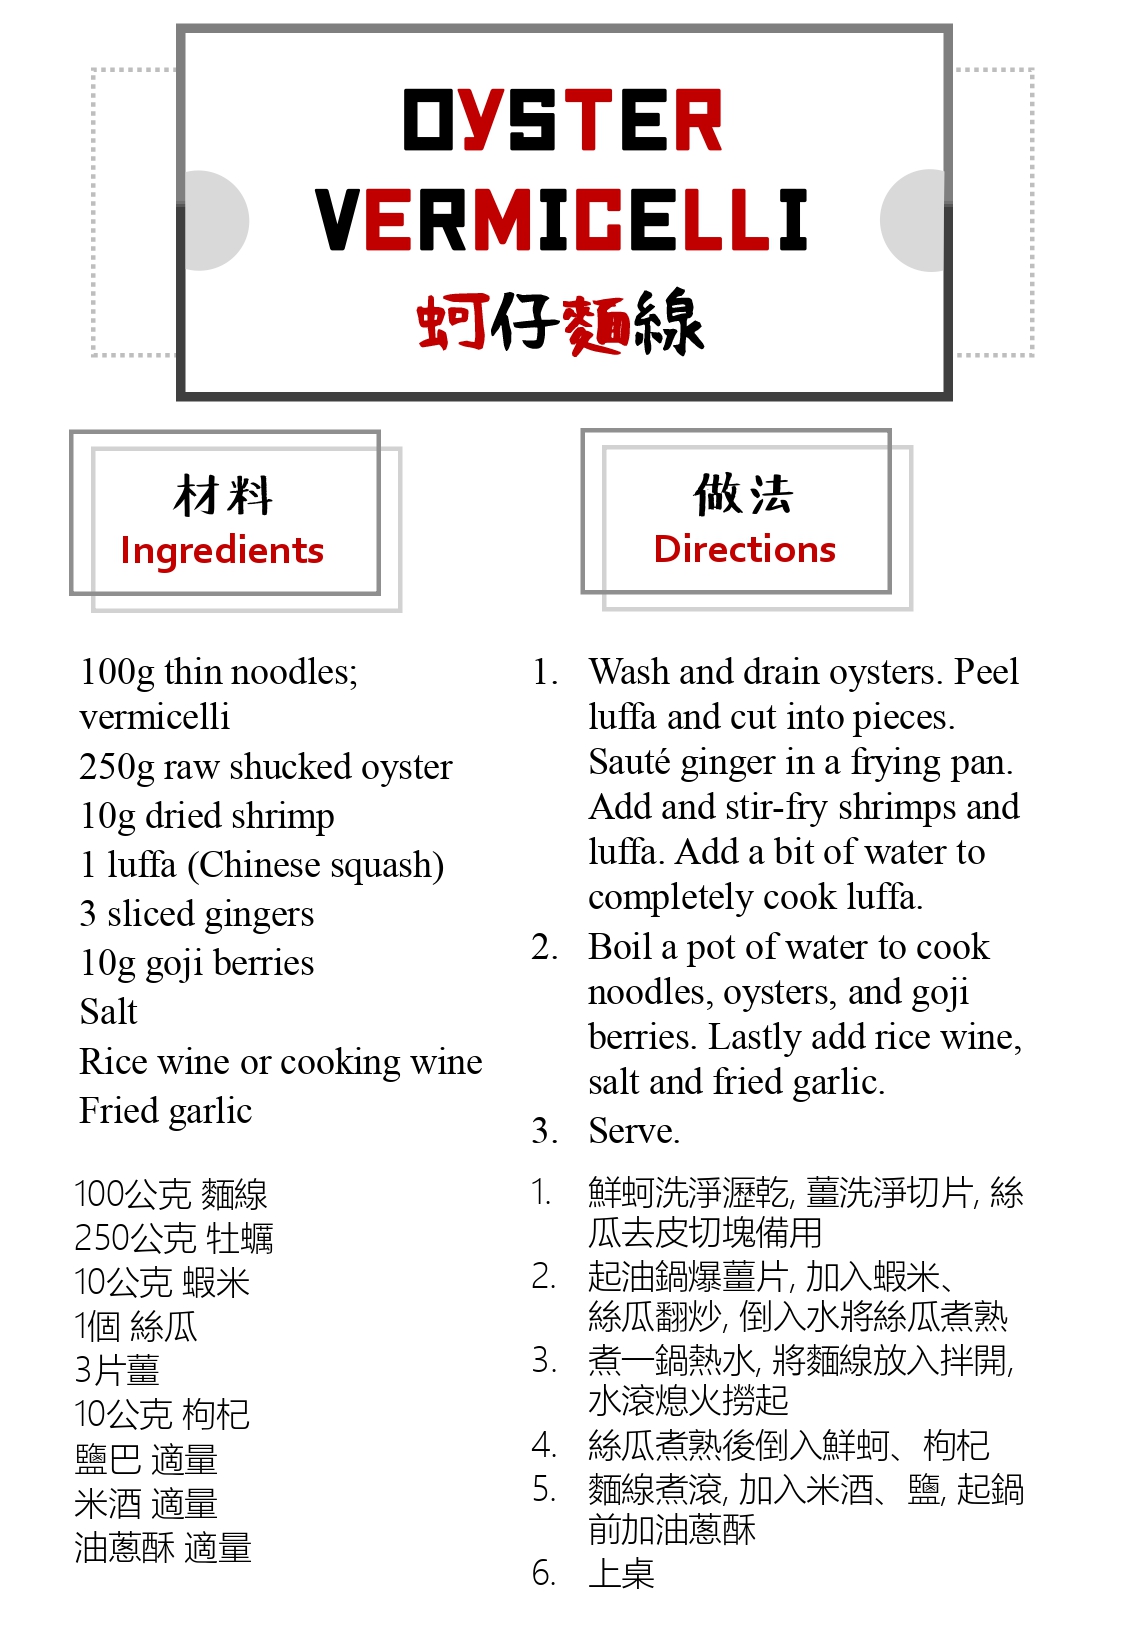 OYSTER
VERMICELLI
蚵仔麵線
材料
Ingredients
100g thin noodles;
vermicelli
250g raw shucked oyster
10g dried shrimp
1 luffa (Chinese squash)
3 sliced gingers
10g goji berries
Salt
Rice wine or cooking wine
Fried garlic
100公克 麵線
250公克 牡蠣
10公克 蝦米
1個 絲瓜
3片薑
10公克 枸杞
鹽巴 適量
米酒 適量
油蔥酥 適量
做法
Directions
1. Wash and drain oysters. Peel
luffa and cut into pieces.
Sauté ginger in a frying pan.
Add and stir-fry shrimps and
luffa. Add a bit of water to
completely cook luffa.
2. Boil a pot of water to cook
noodles, oysters, and goji
berries. Lastly add rice wine,
salt and fried garlic.
3. Serve.
1. 鮮蚵洗淨瀝乾, 薑洗淨切片, 絲
瓜去皮切塊備用
2. 起油鍋爆薑片, 加入蝦米、
絲瓜翻炒, 倒入水將絲瓜煮熟
3. 煮一鍋熱水, 將麵線放入拌開,
水滾熄火撈起
4. 絲瓜煮熟後倒入鮮蚵、枸杞
5. 麵線煮滾, 加入米酒、鹽, 起鍋
前加油蔥酥
6. 上桌